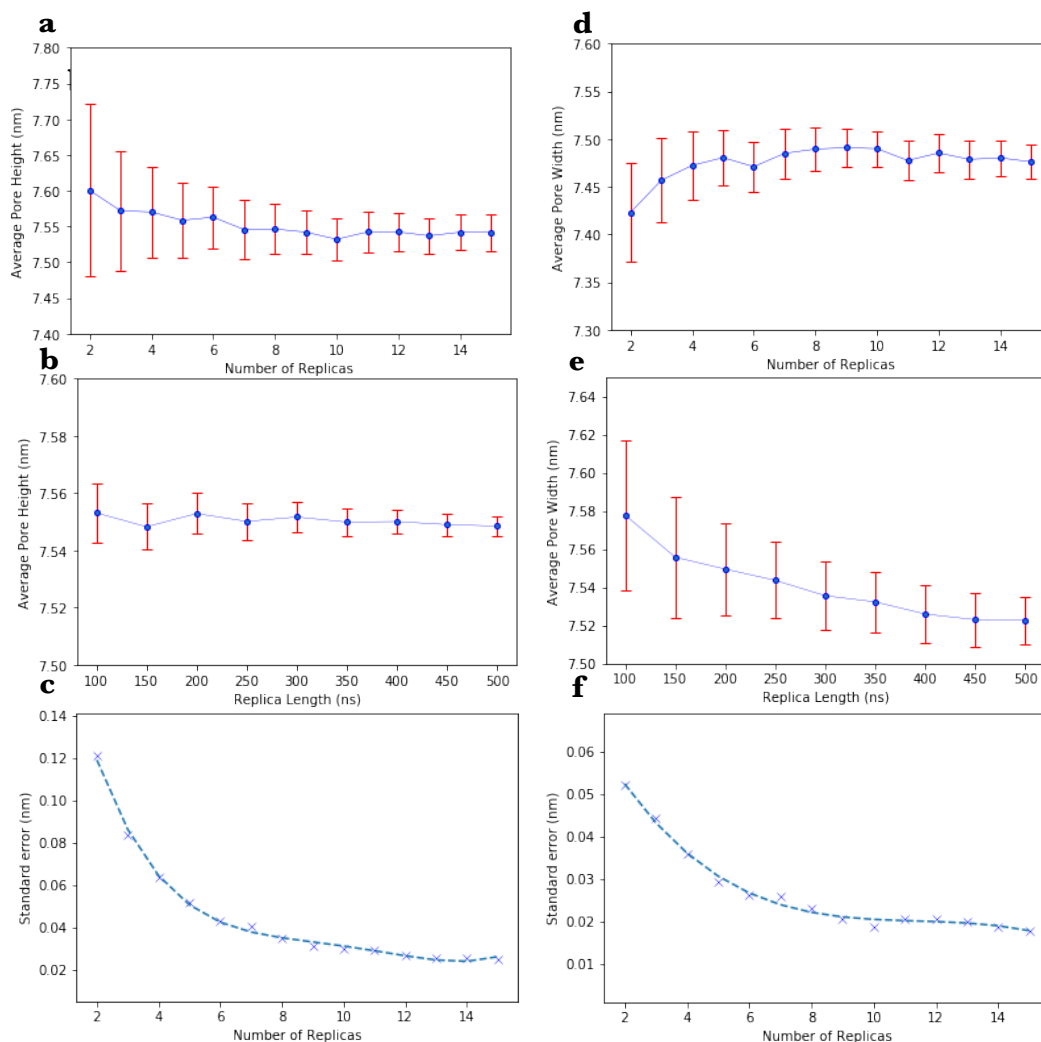 a
Average Pore Height (nm)
7.80
7.75
7.70
7.65
7.60
7.55
7.50
7.45
7.40
2 4 6 8 10 12 14
Number of Replicas
d
Average Pore Width (nm)
7.60
7.55
7.50
7.45
7.40
7.35
7.30
2 4 6 8 10 12 14
Number of Replicas
b
Average Pore Height (nm)
7.60
7.58
7.56
7.54
7.52
7.50
100 150 200 250 300 350 400 450 500
Replica Length (ns)
e
Average Pore Width (nm)
7.64
7.62
7.60
7.58
7.56
7.54
7.52
7.50
100 150 200 250 300 350 400 450 500
Replica Length (ns)
c
Standard error (nm)
0.14
0.12
0.10
0.08
0.06
0.04
0.02
2 4 6 8 10 12 14
Number of Replicas
f
Standard error (nm)
0.06
0.05
0.04
0.03
0.02
0.01
2 4 6 8 10 12 14
Number of Replicas